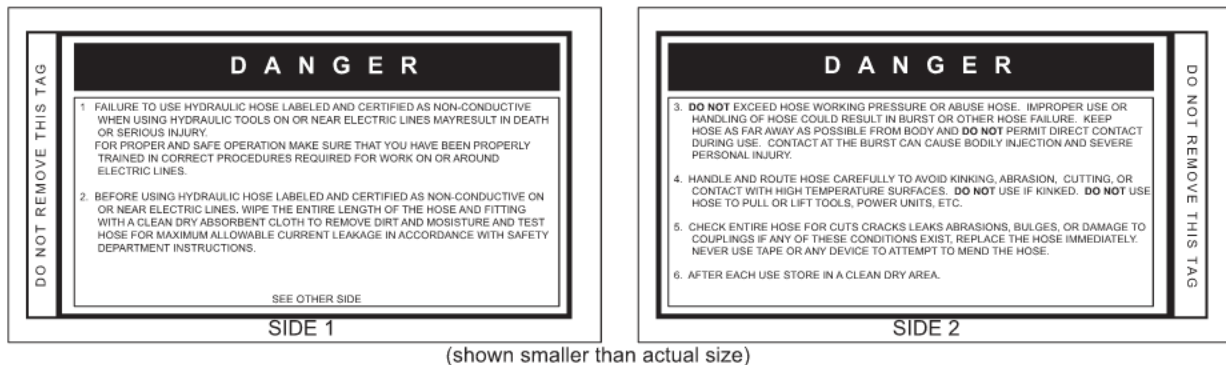 DO NOT REMOVE THIS TAG
D A N G E R
1 FAILURE TO USE HYDRAULIC HOSE LABELED AND CERTIFIED AS NON-CONDUCTIVE
WHEN USING HYDRAULIC TOOLS ON OR NEAR ELECTRIC LINES MAYRESULT IN DEATH
OR SERIOUS INJURY.
FOR PROPER AND SAFE OPERATION MAKE SURE THAT YOU HAVE BEEN PROPERLY
TRAINED IN CORRECT PROCEDURES REQUIRED FOR WORK ON OR AROUND
ELECTRIC LINES.
2. BEFORE USING HYDRAULIC HOSE LABELED AND CERTIFIED AS NON-CONDUCTIVE ON
OR NEAR ELECTRIC LINES. WIPE THE ENTIRE LENGTH OF THE HOSE AND FITTING
WITH A CLEAN DRY ABSORBENT CLOTH TO REMOVE DIRT AND MOSISTURE AND TEST
HOSE FOR MAXIMUM ALLOWABLE CURRENT LEAKAGE IN ACCORDANCE WITH SAFETY
DEPARTMENT INSTRUCTIONS.
SEE OTHER SIDE
SIDE 1
D A N G E R
3. DO NOT EXCEED HOSE WORKING PRESSURE OR ABUSE HOSE. IMPROPER USE OR
HANDLING OF HOSE COULD RESULT IN BURST OR OTHER HOSE FAILURE. KEEP
HOSE AS FAR AWAY AS POSSIBLE FROM BODY AND DO NOT PERMIT DIRECT CONTACT
DURING USE. CONTACT AT THE BURST CAN CAUSE BODILY INJECTION AND SEVERE
PERSONAL INJURY.
4. HANDLE AND ROUTE HOSE CAREFULLY TO AVOID KINKING, ABRASION, CUTTING, OR
CONTACT WITH HIGH TEMPERATURE SURFACES. DO NOT USE IF KINKED. DO NOT USE
HOSE TO PULL OR LIFT TOOLS, POWER UNITS, ETC.
5. CHECK ENTIRE HOSE FOR CUTS CRACKS LEAKS ABRASIONS, BULGES, OR DAMAGE TO
COUPLINGS IF ANY OF THESE CONDITIONS EXIST, REPLACE THE HOSE IMMEDIATELY.
NEVER USE TAPE OR ANY DEVICE TO ATTEMPT TO MEND THE HOSE.
6. AFTER EACH USE STORE IN A CLEAN DRY AREA.
DO NOT REMOVE THIS TAG
SIDE 2
(shown smaller than actual size)